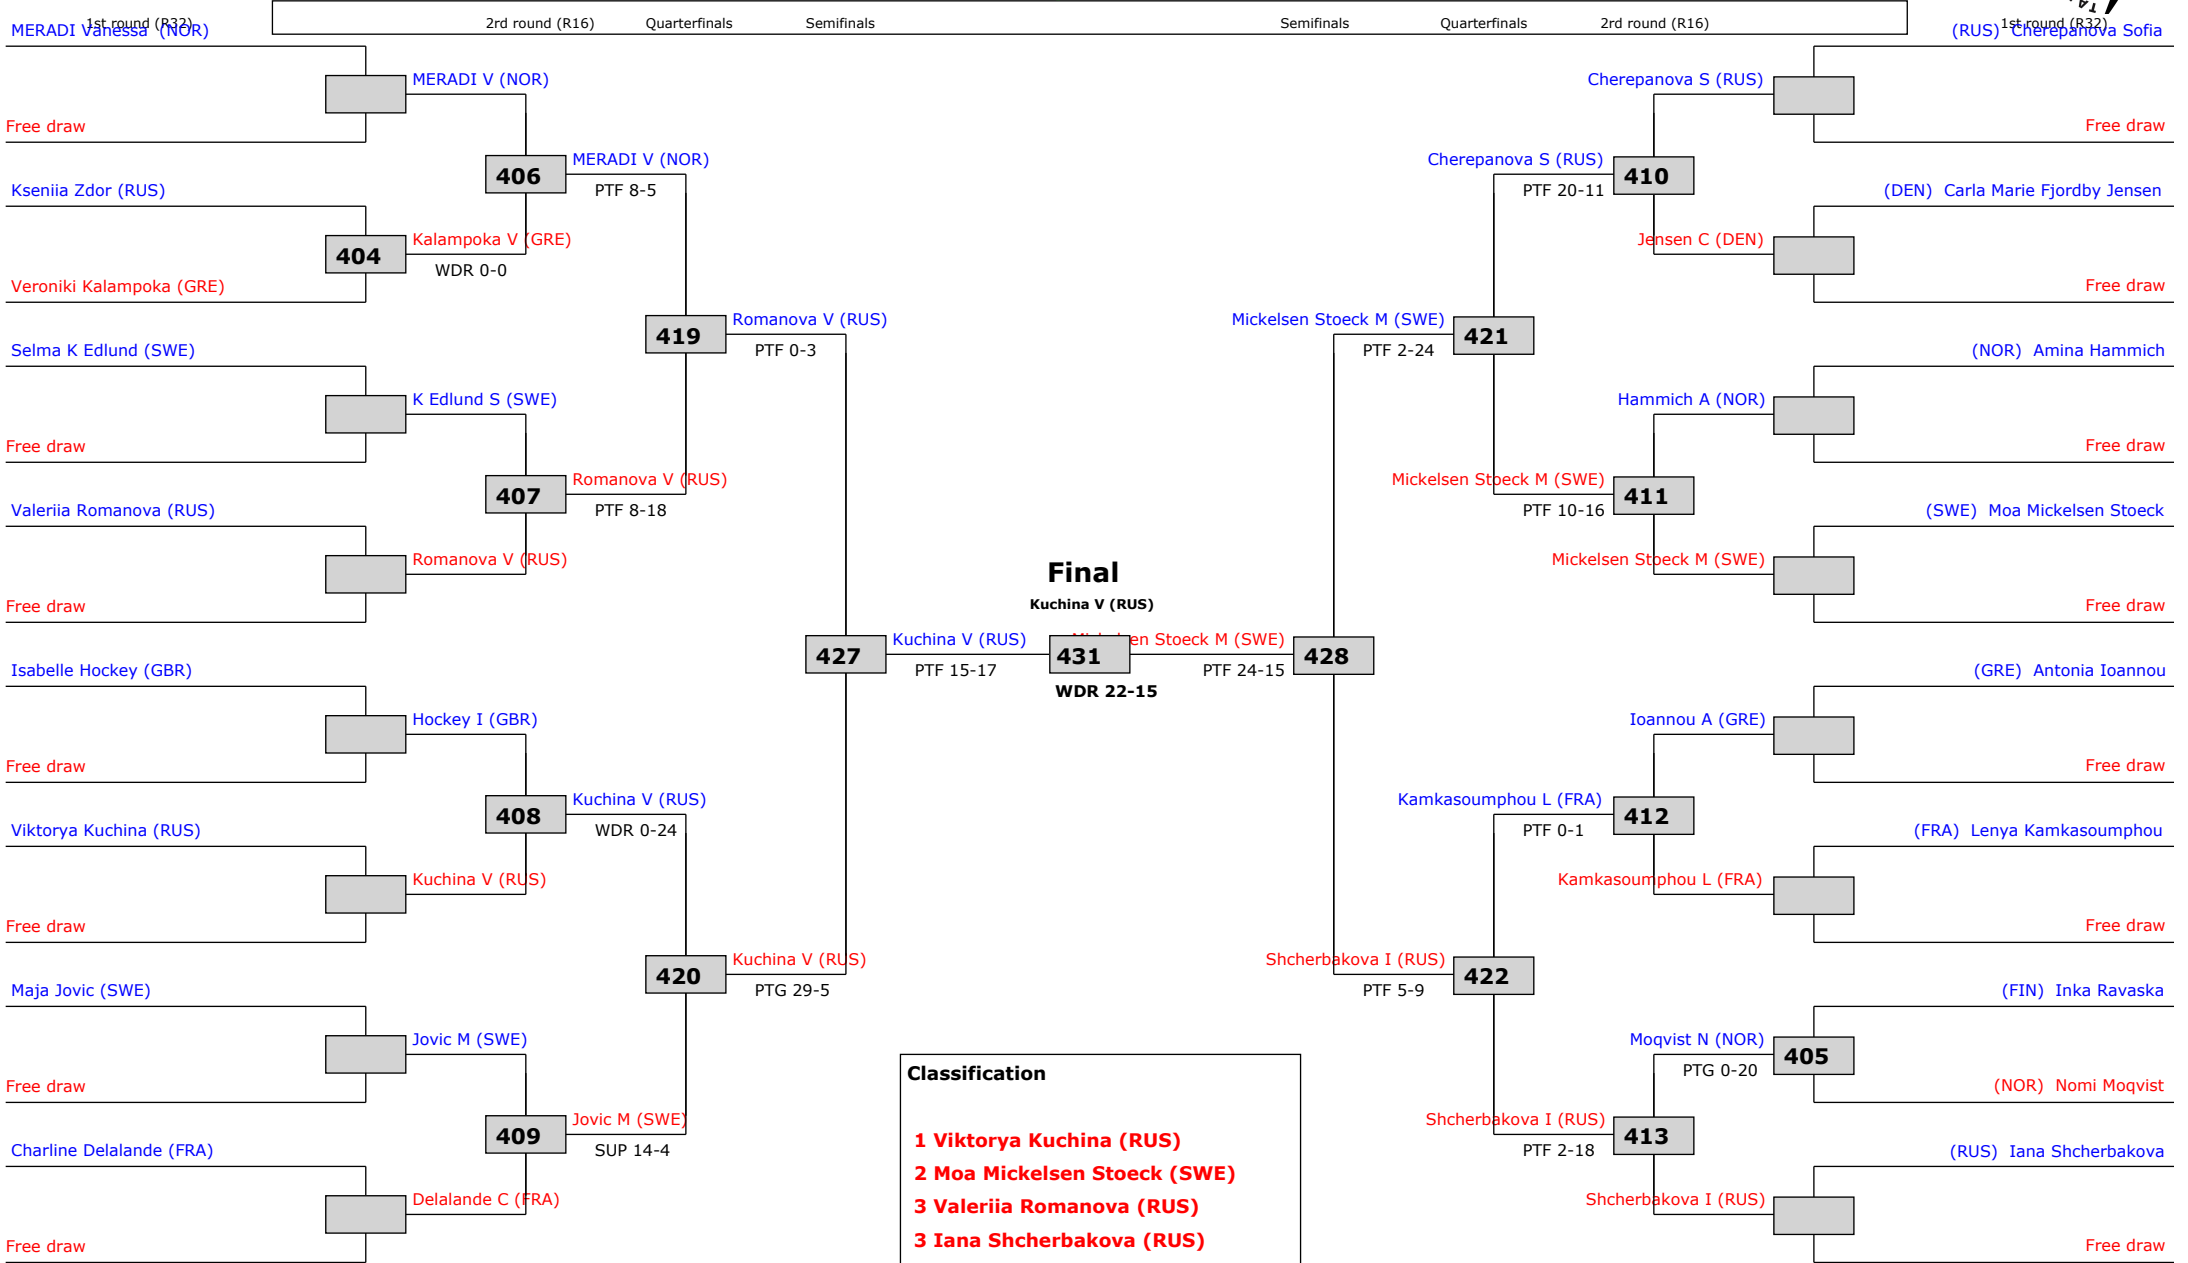 1st round (R32)
2rd round (R16)
Quarterfinals
Semifinals
Semifinals
Quarterfinals
2rd round (R16)
1st round (R32)
MERADI Vanessa (NOR)
MERADI V (NOR)
Free draw
MERADI V (NOR)
406
PTF 8-5
Kseniia Zdor (RUS)
Kalampoka V (GRE)
404
WDR 0-0
Veroniki Kalampoka (GRE)
Romanova V (RUS)
419
PTF 0-3
Selma K Edlund (SWE)
K Edlund S (SWE)
Free draw
Romanova V (RUS)
407
PTF 8-18
Valeriia Romanova (RUS)
Romanova V (RUS)
Free draw
Kuchina V (RUS)
427
PTF 15-17
Isabelle Hockey (GBR)
Hockey I (GBR)
Free draw
Kuchina V (RUS)
408
WDR 0-24
Viktorya Kuchina (RUS)
Kuchina V (RUS)
Free draw
Kuchina V (RUS)
420
PTG 29-5
Maja Jovic (SWE)
Jovic M (SWE)
Free draw
Jovic M (SWE)
409
SUP 14-4
Charline Delalande (FRA)
Delalande C (FRA)
Free draw
Final
Kuchina V (RUS)
431
WDR 22-15
(RUS) Cherepanova Sofia
Cherepanova S (RUS)
Free draw
Cherepanova S (RUS)
410
PTF 20-11
(DEN) Carla Marie Fjordby Jensen
Jensen C (DEN)
Free draw
Mickelsen Stoeck M (SWE)
421
PTF 2-24
(NOR) Amina Hammich
Hammich A (NOR)
Free draw
Mickelsen Stoeck M (SWE)
411
PTF 10-16
(SWE) Moa Mickelsen Stoeck
Mickelsen Stoeck M (SWE)
Free draw
Stoeck M (SWE)
428
PTF 24-15
(GRE) Antonia Ioannou
Ioannou A (GRE)
Free draw
Kamkasoumphou L (FRA)
412
PTF 0-1
(FRA) Lenya Kamkasoumphou
Kamkasoumphou L (FRA)
Free draw
Shcherbakova I (RUS)
422
PTF 5-9
(FIN) Inka Ravaska
Moqvist N (NOR)
405
PTG 0-20
(NOR) Nomi Moqvist
Shcherbakova I (RUS)
413
PTF 2-18
(RUS) Iana Shcherbakova
Shcherbakova I (RUS)
Free draw
Classification
1 Viktorya Kuchina (RUS)
2 Moa Mickelsen Stoeck (SWE)
3 Valeriia Romanova (RUS)
3 Iana Shcherbakova (RUS)